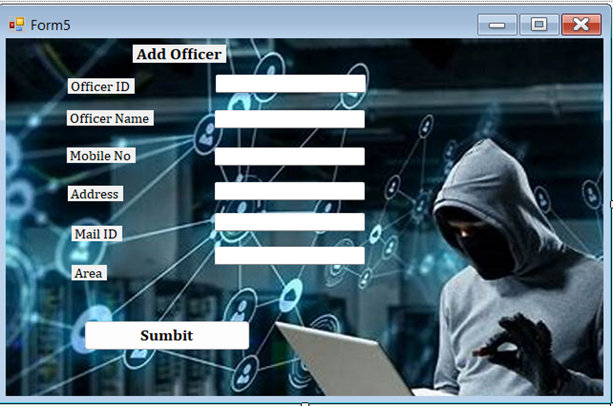 Form5
Add Officer
Officer ID
Officer Name
Mobile No
Address
Mail ID
Area
Sumbit